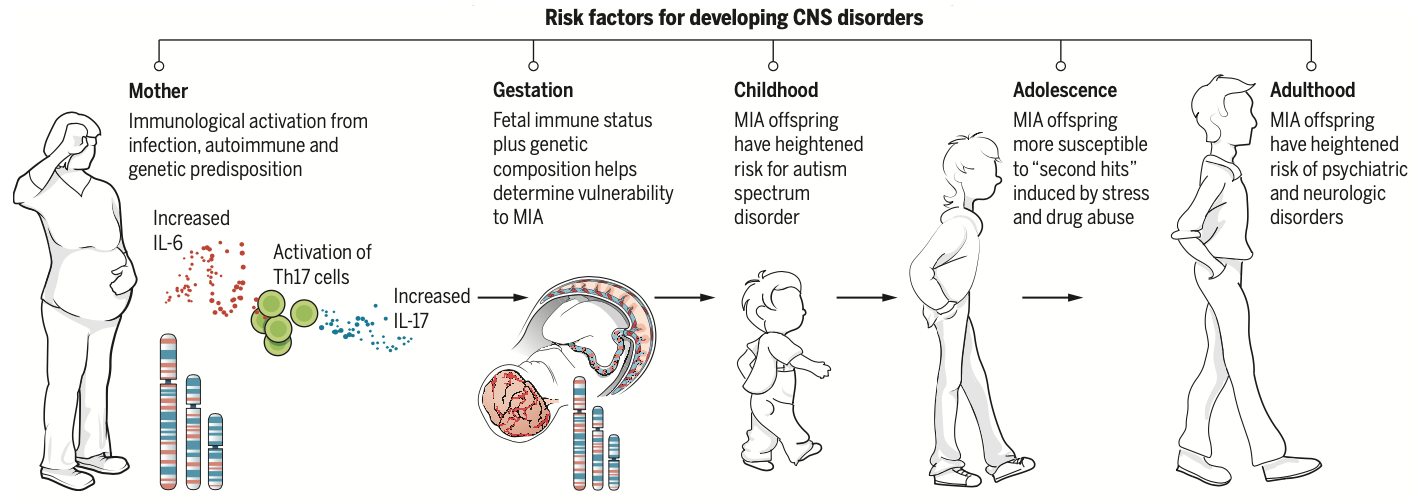 Risk factors for developing CNS disorders
Mother
Immunological activation from
infection, autoimmune and
genetic predisposition
Increased
IL-6
Activation of
Th17 cells
Increased
IL-17
Gestation
Fetal immune status
plus genetic
composition helps
determine vulnerability
to MIA
Childhood
MIA offspring
have heightened
risk for autism
spectrum
disorder
Adolescence
MIA offspring
more susceptible
to “second hits”
induced by stress
and drug abuse
Adulthood
MIA offspring
have heightened
risk of psychiatric
and neurologic
disorders